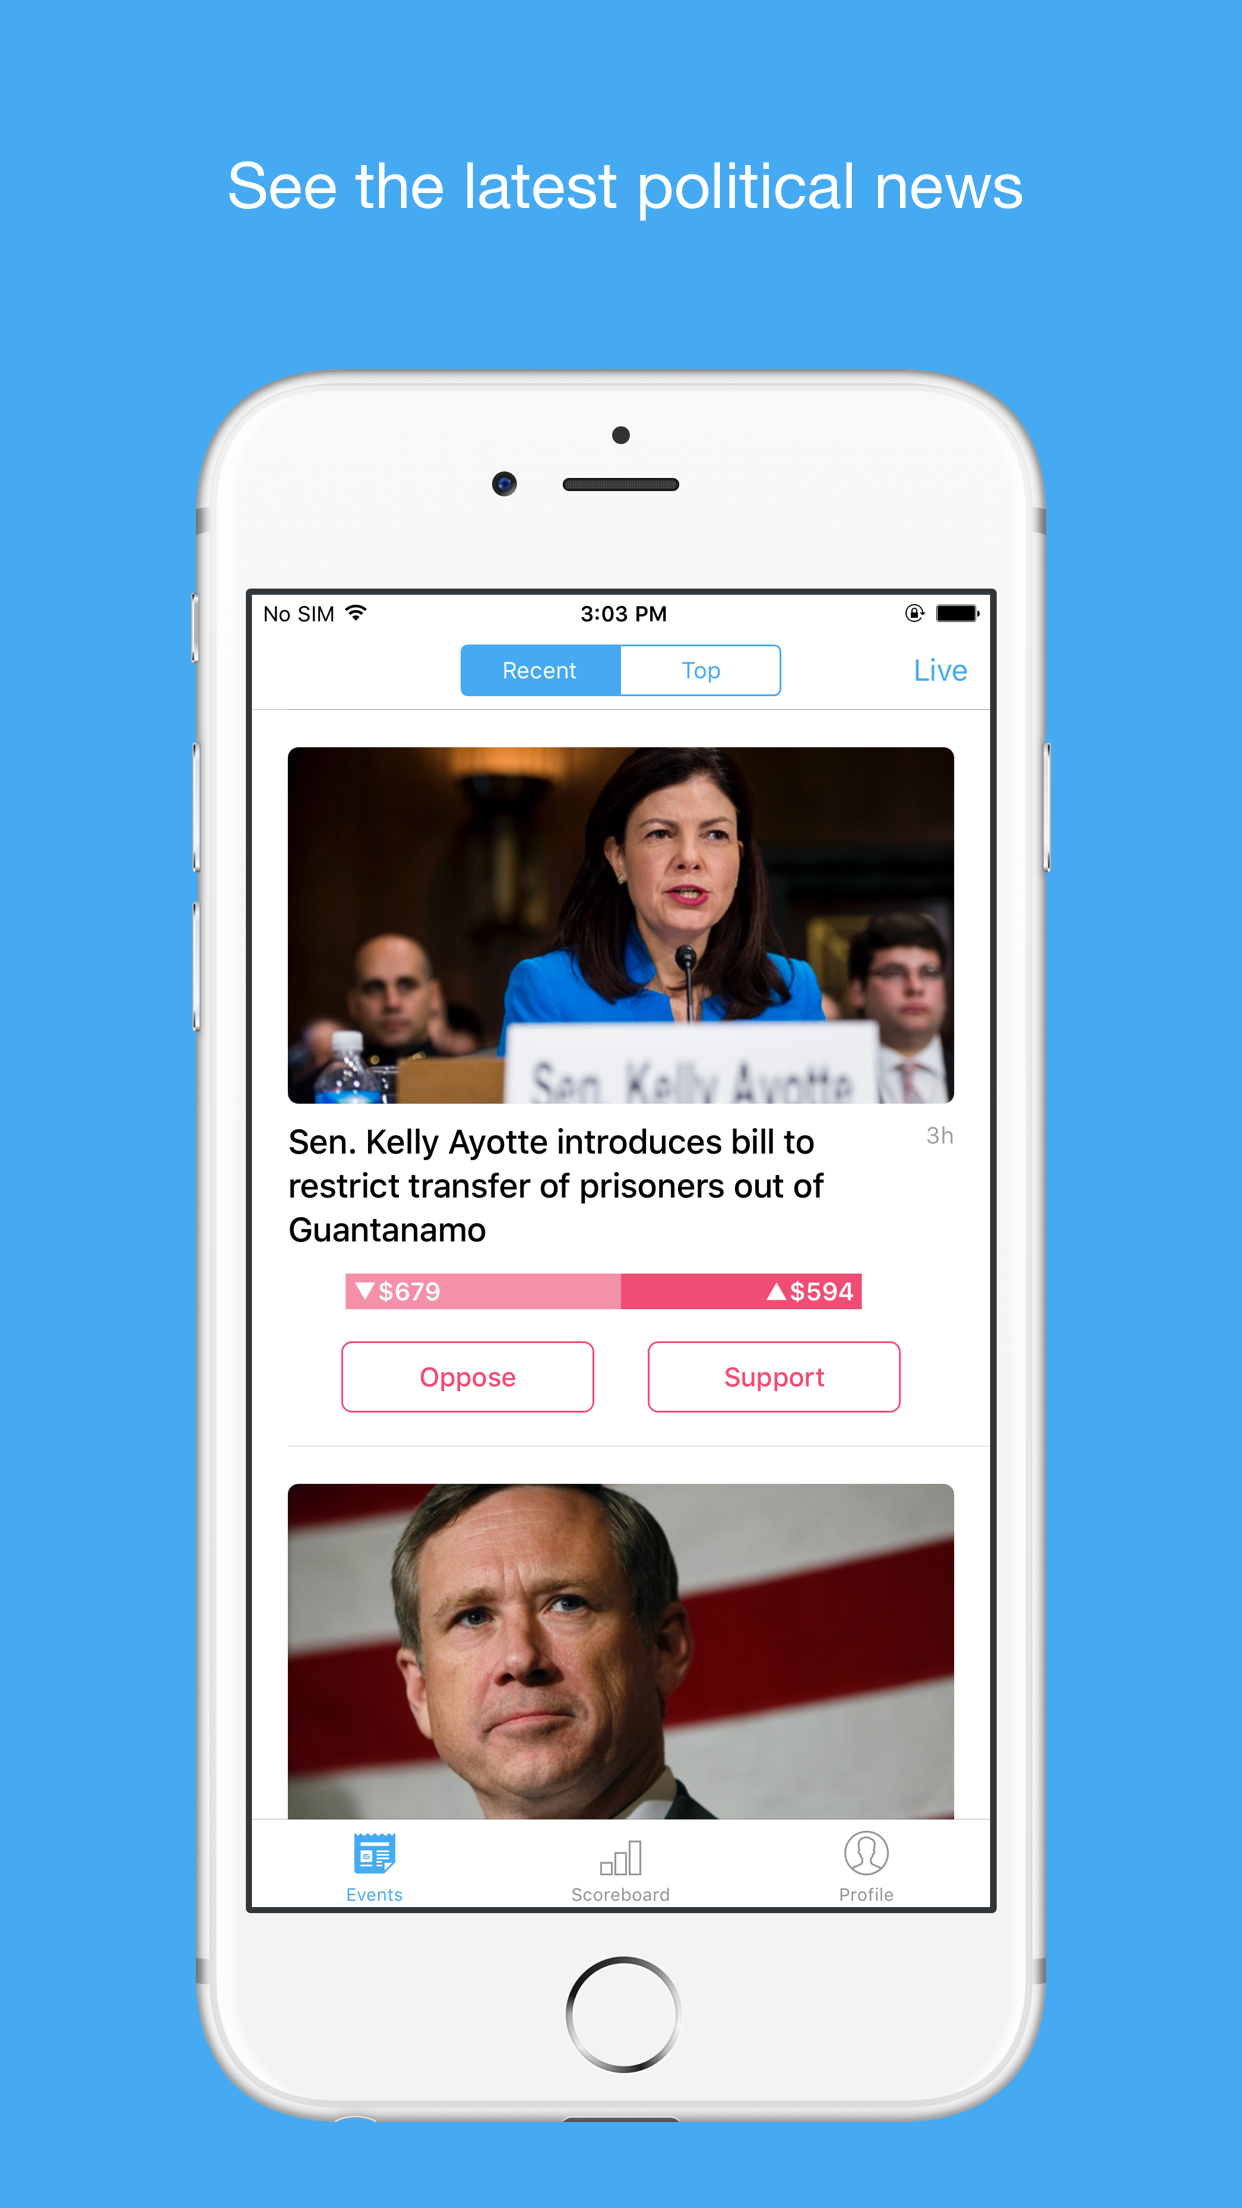 See the latest political news
No SIM 3:03 PM
Recent Top Live
Sen. Kelly Ayotte
Sen. Kelly Ayotte introduces bill to 3h
restrict transfer of prisoners out of
Guantanamo
▼$679 ▲$594
Oppose Support
Events Scoreboard Profile